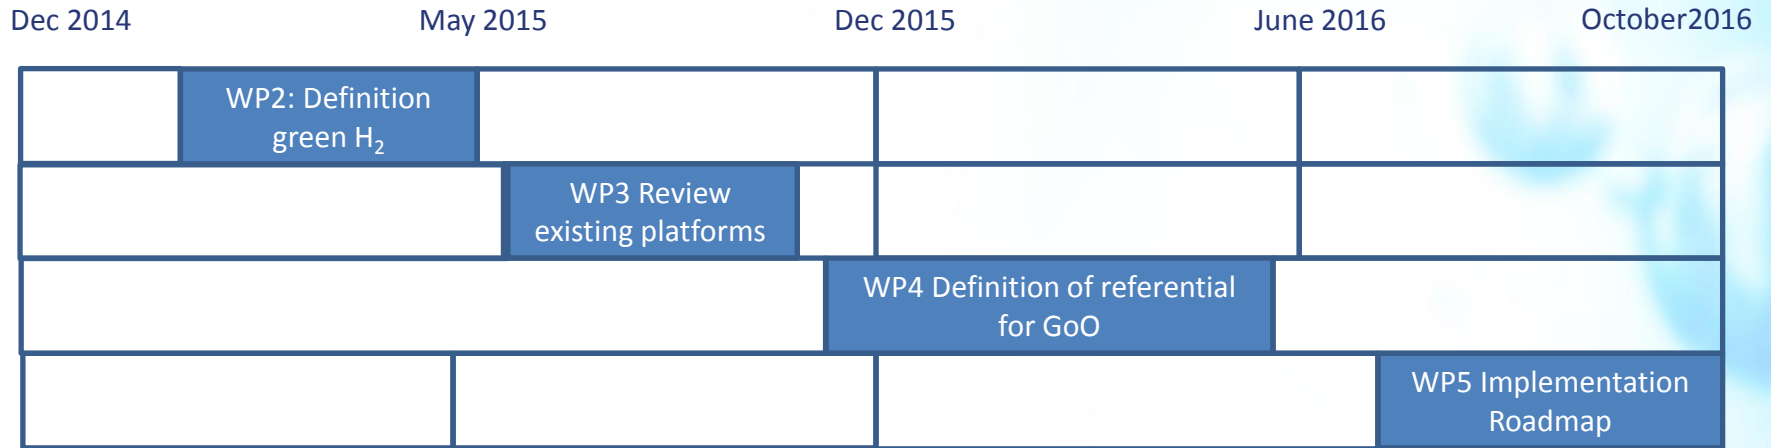 Dec 2014 May 2015 Dec 2015 June 2016 October2016
WP2: Definition
green H₂
WP3 Review
existing platforms
WP4 Definition of referential
for GoO
WP5 Implementation
Roadmap